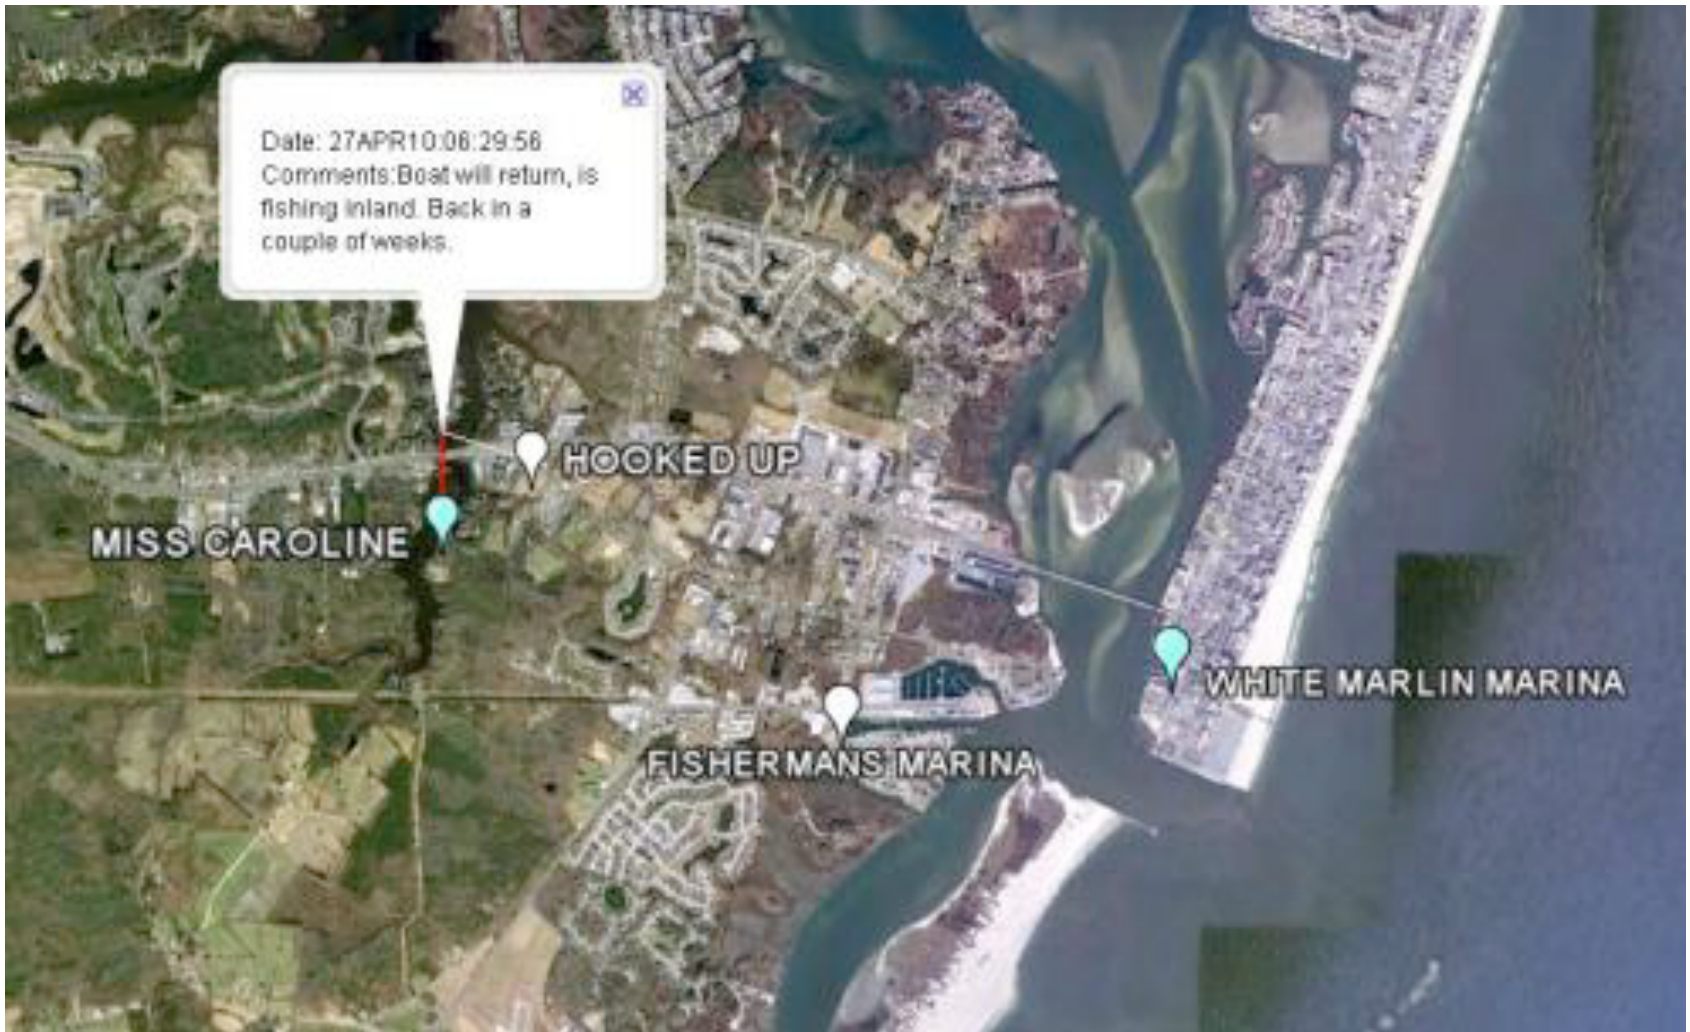 Date: 27APR10:06:29:56
Comments:Boat will return, is
fishing inland. Back in a
couple of weeks.
HOOKED UP
MISS CAROLINE
WHITE MARLIN MARINA
FISHERMANS MARINA